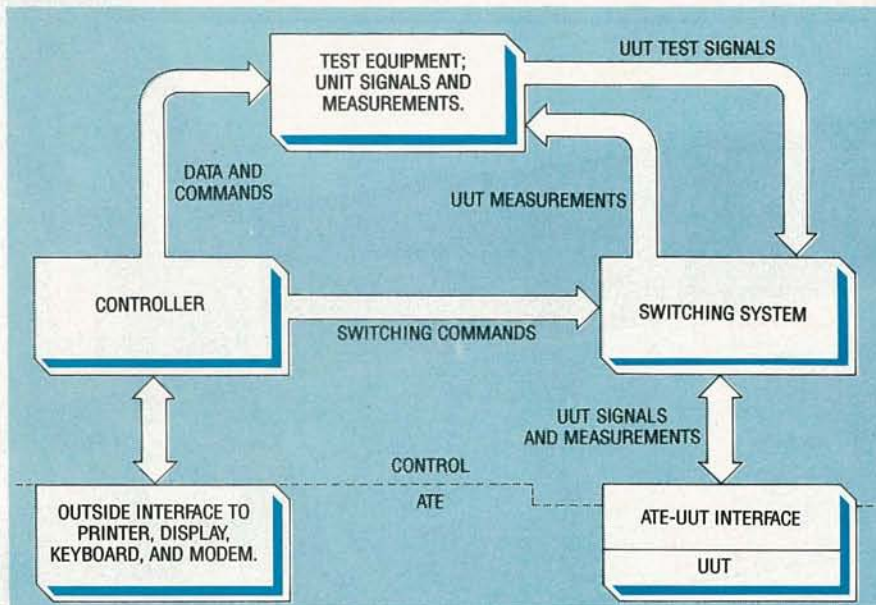 TEST EQUIPMENT;
UNIT SIGNALS AND
MEASUREMENTS.
UUT TEST SIGNALS
DATA AND
COMMANDS
UUT MEASUREMENTS
CONTROLLER
SWITCHING COMMANDS
SWITCHING SYSTEM
UUT SIGNALS
AND MEASUREMENTS
CONTROL
ATE
OUTSIDE INTERFACE TO
PRINTER, DISPLAY,
KEYBOARD, AND MODEM.
ATE-UUT INTERFACE
UUT